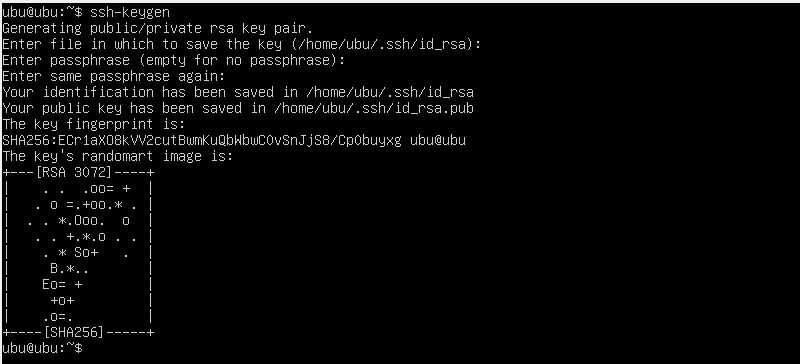 ubu@ubu:~$ ssh-keygen
Generating public/private rsa key pair.
Enter file in which to save the key (/home/ubu/.ssh/id_rsa):
Enter passphrase (empty for no passphrase):
Enter same passphrase again:
Your identification has been saved in /home/ubu/.ssh/id_rsa
Your public key has been saved in /home/ubu/.ssh/id_rsa.pub
The key fingerprint is:
SHA256:ECr1aXO8kVV2cutBwmKuQbWbwC0vSnJjS8/CpObuyxg ubu@ubu
The key's randomart image is:
+---[RSA 3072]----+
|    . .  .oo= +  |
|   . o =.+oo.* . |
|  . . *.Ooo.  o  |
|   . . +.*.o . . |
|    . * So+   .  |
|     B.*..       |
|    Eo= +        |
|     +o+         |
|    .o=.         |
+----[SHA256]-----+
ubu@ubu:~$